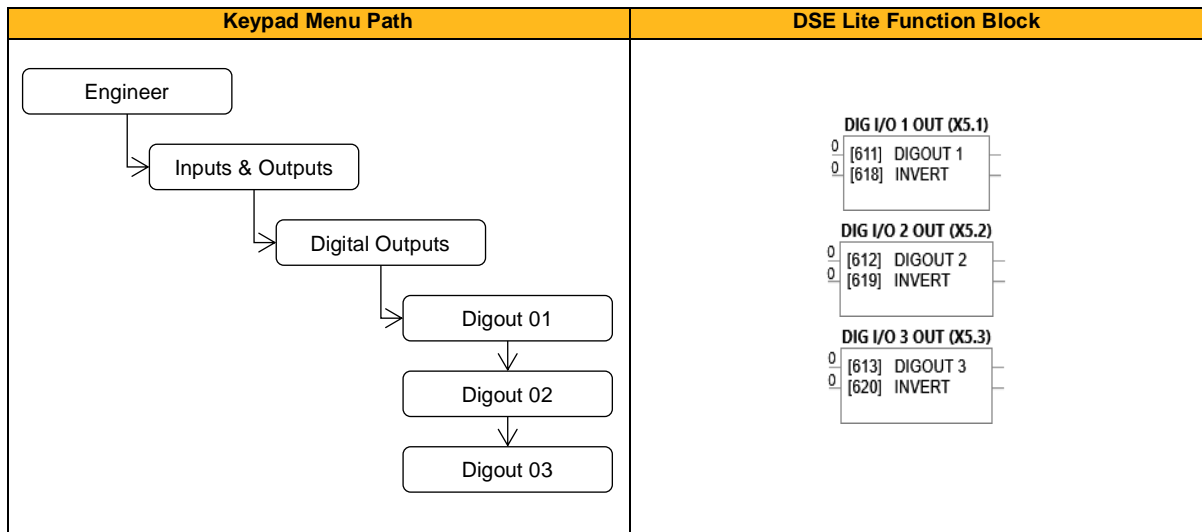 Keypad Menu Path
DSE Lite Function Block
Engineer
Inputs & Outputs
Digital Outputs
Digout 01
Digout 02
Digout 03
DIG I/O 1 OUT (X5.1)
0 [611] DIGOUT 1
0 [618] INVERT
DIG I/O 2 OUT (X5.2)
0 [612] DIGOUT 2
0 [619] INVERT
DIG I/O 3 OUT (X5.3)
0 [613] DIGOUT 3
0 [620] INVERT